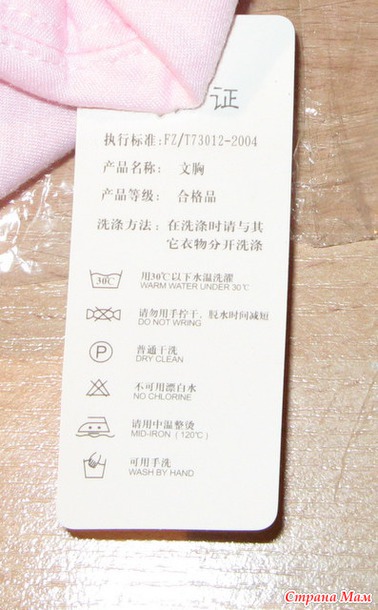 证
执行标准:FZ/T73012-2004
产品名称: 文胸
产品等级: 合格品
洗涤方法: 在洗涤时请与其
它衣物分开洗涤
30C
用30℃以下水温洗濯
WARM WATER UNDER 30℃
请勿用手拧干,脱水时间减短
DO NOT WRING
P
普通干洗
DRY CLEAN
不可用漂白水
NO CHLORINE
请用中温整烫
MID-IRON (120℃)
可用手洗
WASH BY HAND
Страна Мам